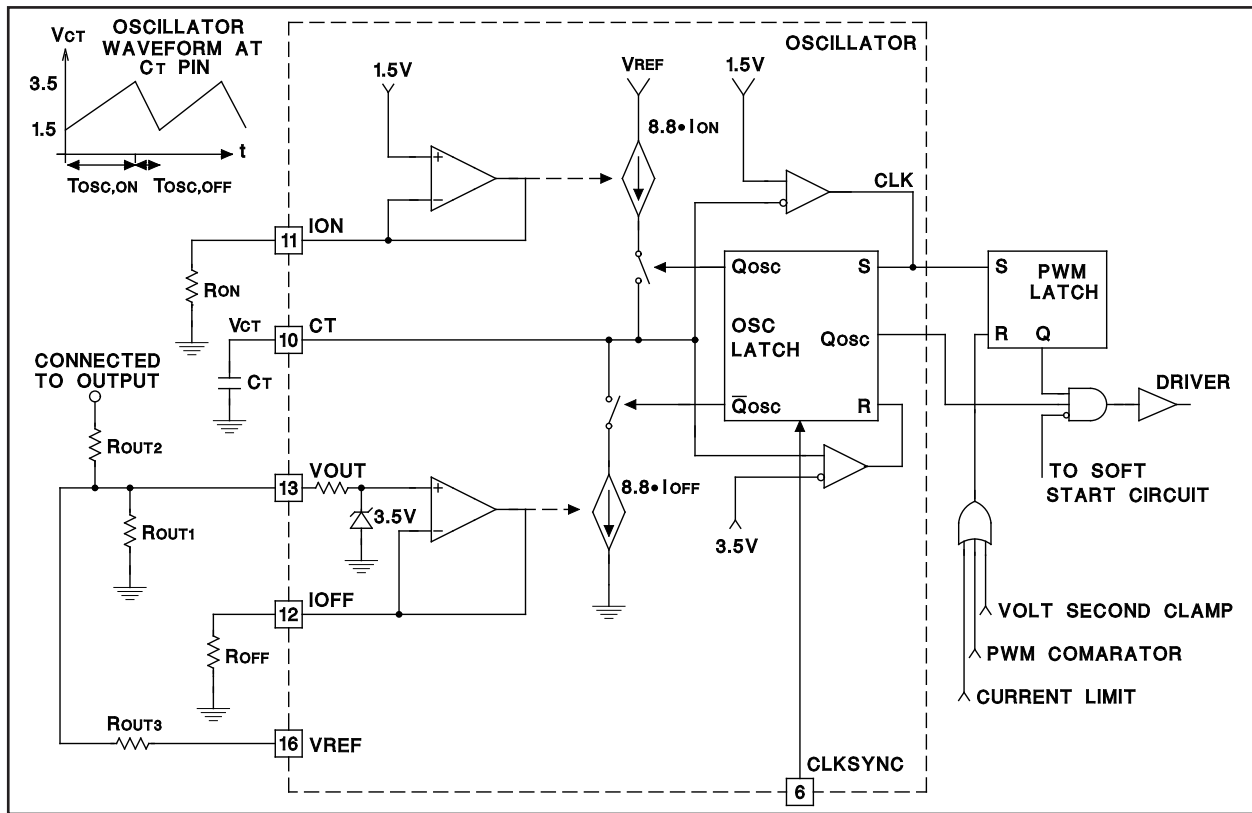 VCT
OSCILLATOR
WAVEFORM AT
CT PIN
3.5
1.5
t
TOSC,ON
TOSC,OFF
OSCILLATOR
1.5V
VREF
1.5V
8.8•ION
+
−
CLK
ION
11
RON
QOSC
S
OSC
LATCH
QOSC
Q̅OSC
R
S
PWM
LATCH
R
Q
VCT
CT
10
CT
CONNECTED
TO OUTPUT
ROUT2
DRIVER
VOUT
13
+
−
3.5V
8.8•IOFF
3.5V
TO SOFT
START CIRCUIT
ROUT1
IOFF
12
ROFF
VOLT SECOND CLAMP
PWM COMARATOR
CURRENT LIMIT
ROUT3
16
VREF
CLKSYNC
6